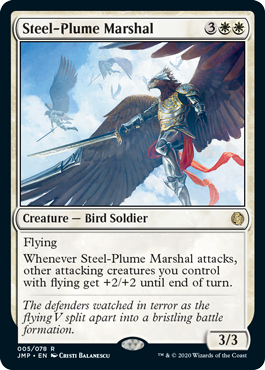 Steel-Plume Marshal 3
Creature — Bird Soldier
Flying
Whenever Steel-Plume Marshal attacks,
other attacking creatures you control
with flying get +2/+2 until end of turn.
The defenders watched in terror as the
flying V split apart into a bristling battle
formation.
3/3
005/078 R
JMP • EN CRISTI BALANESCU
™ & © 2020 Wizards of the Coast